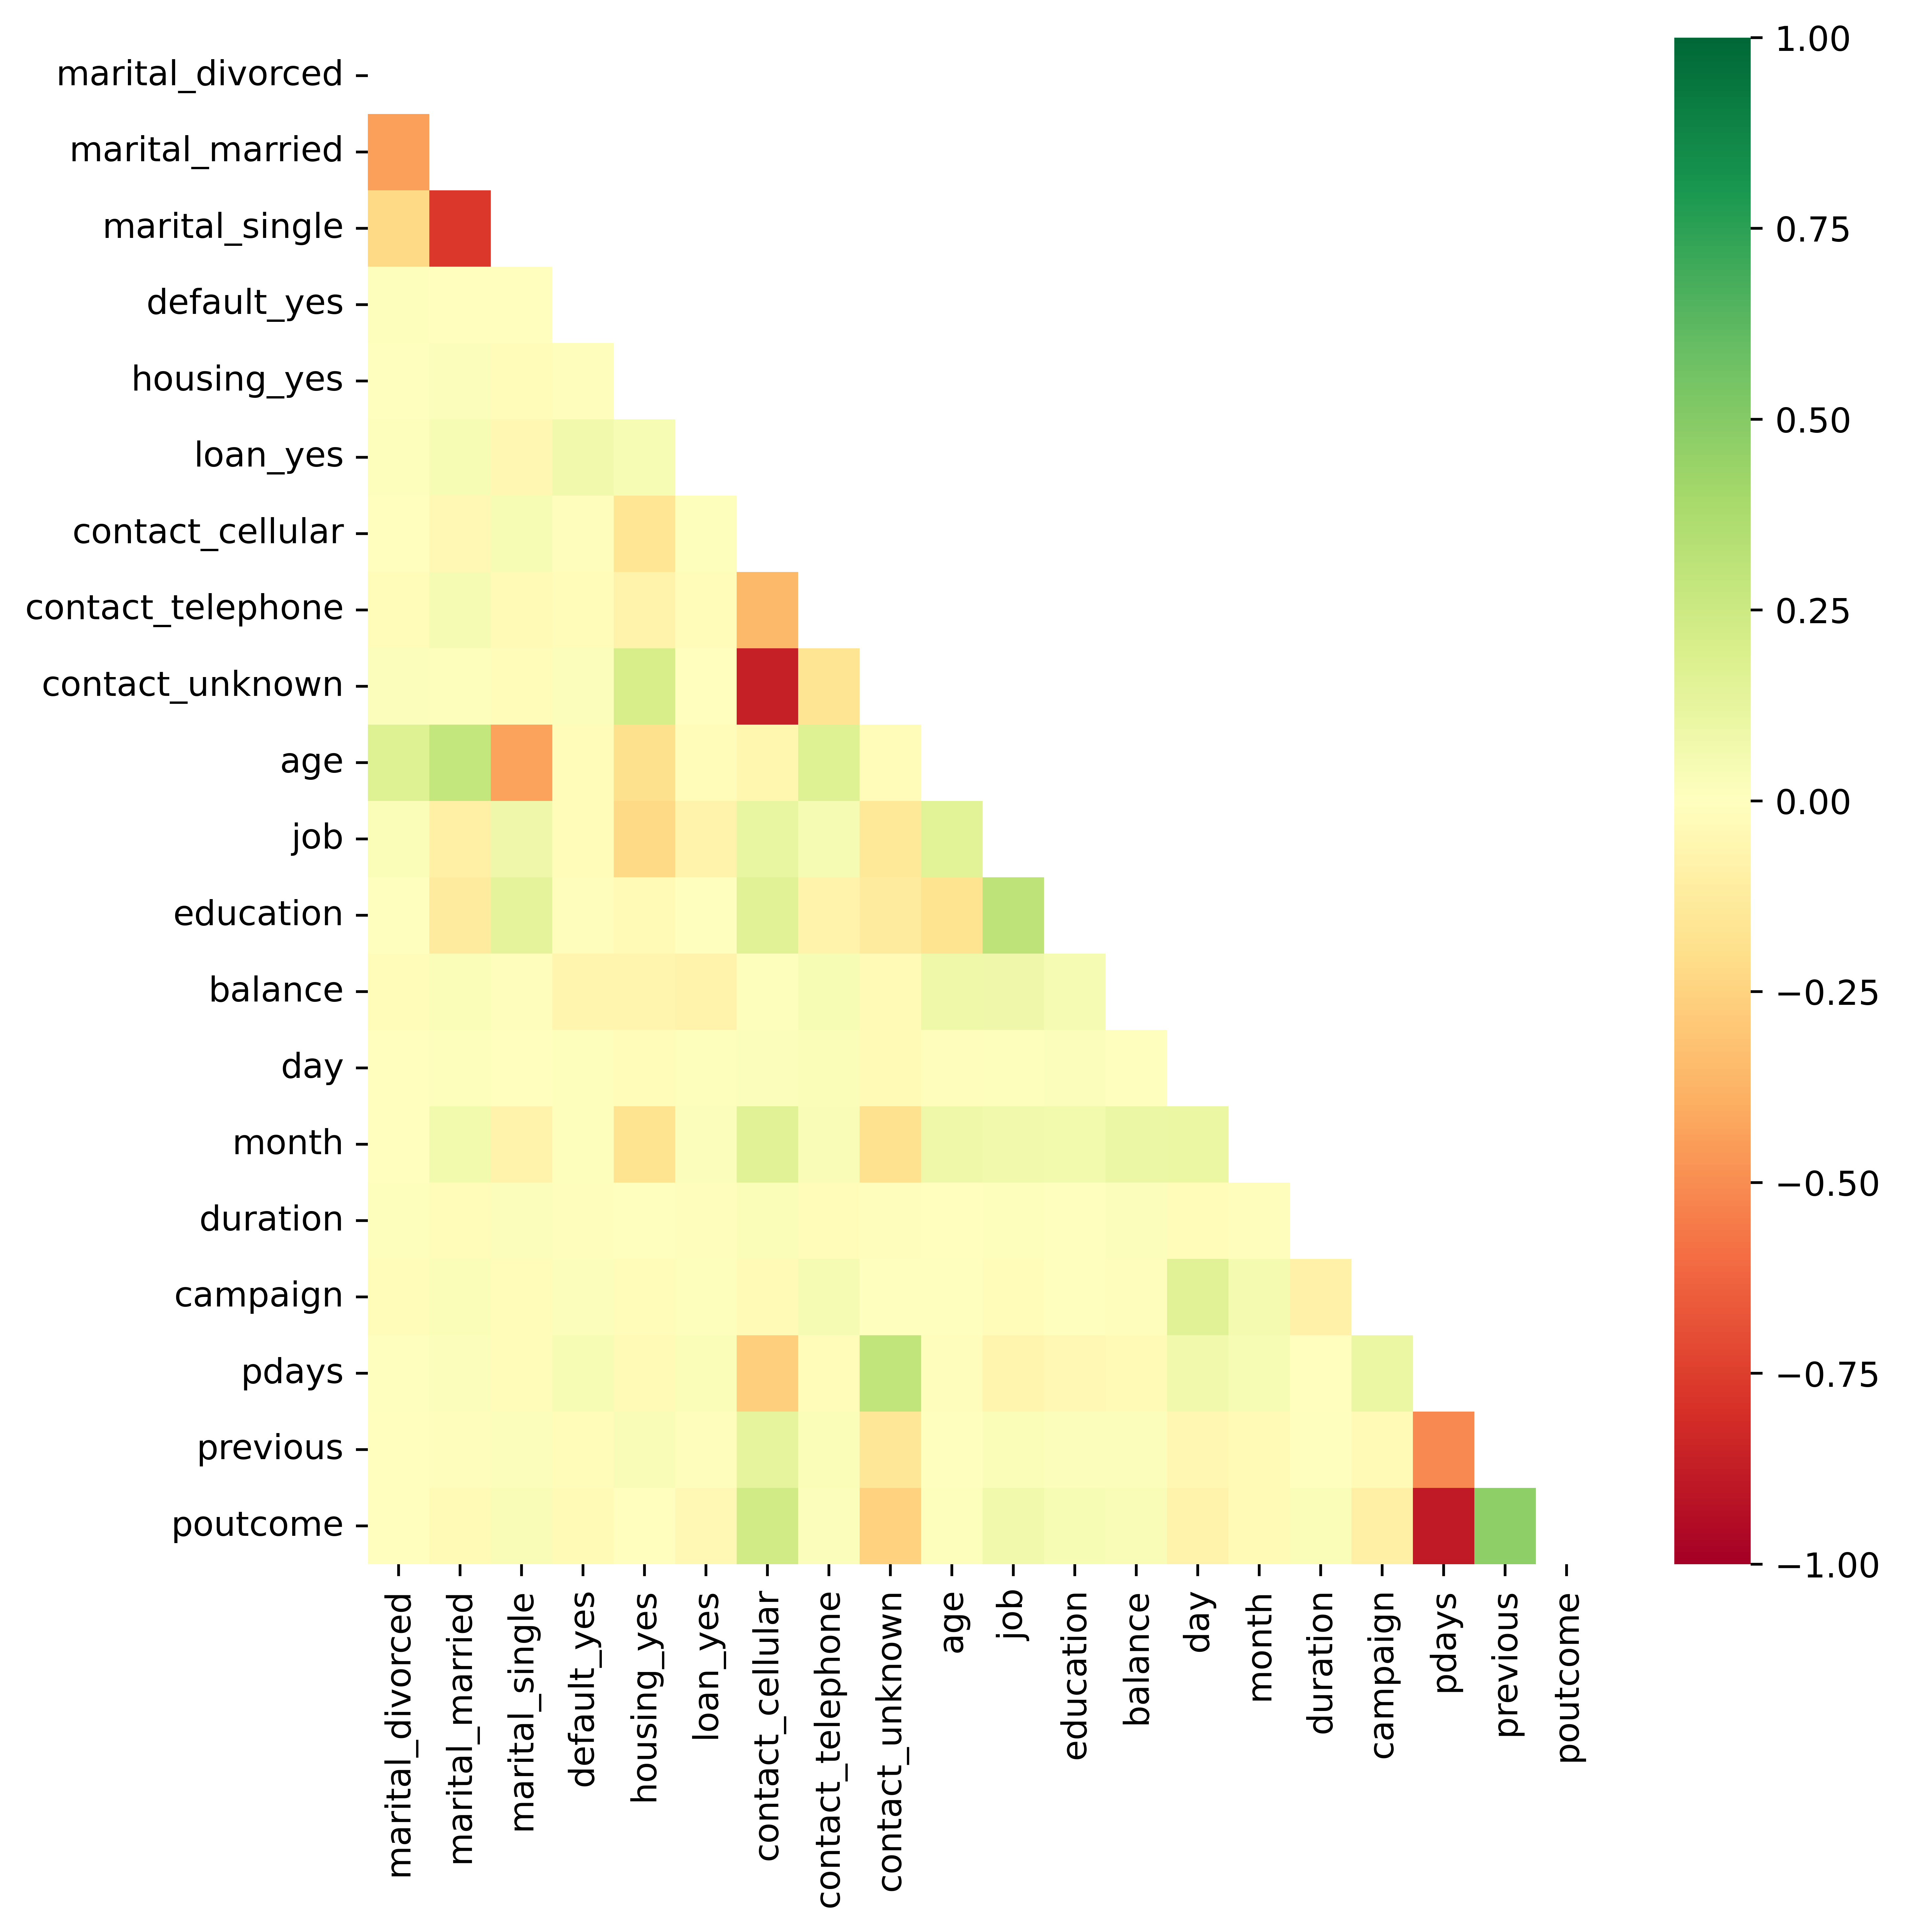 marital_divorced
marital_married
marital_single
default_yes
housing_yes
loan_yes
contact_cellular
contact_telephone
contact_unknown
age
job
education
balance
day
month
duration
campaign
pdays
previous
poutcome
marital_divorced
marital_married
marital_single
default_yes
housing_yes
loan_yes
contact_cellular
contact_telephone
contact_unknown
age
job
education
balance
day
month
duration
campaign
pdays
previous
poutcome
1.00
0.75
0.50
0.25
0.00
−0.25
−0.50
−0.75
−1.00